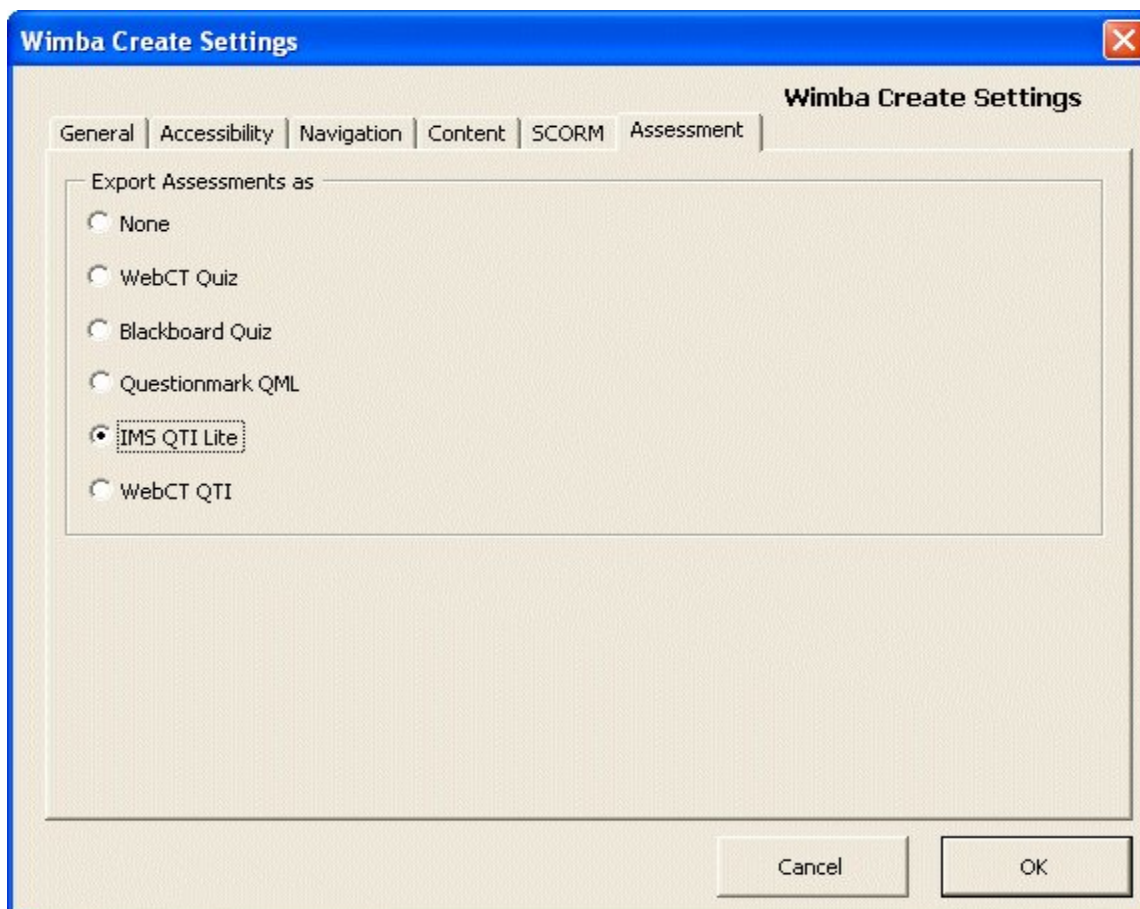 Wimba Create Settings
Wimba Create Settings
General Accessibility Navigation Content SCORM Assessment
Export Assessments as
None
WebCT Quiz
Blackboard Quiz
Questionmark QML
IMS QTI Lite
WebCT QTI
Cancel OK